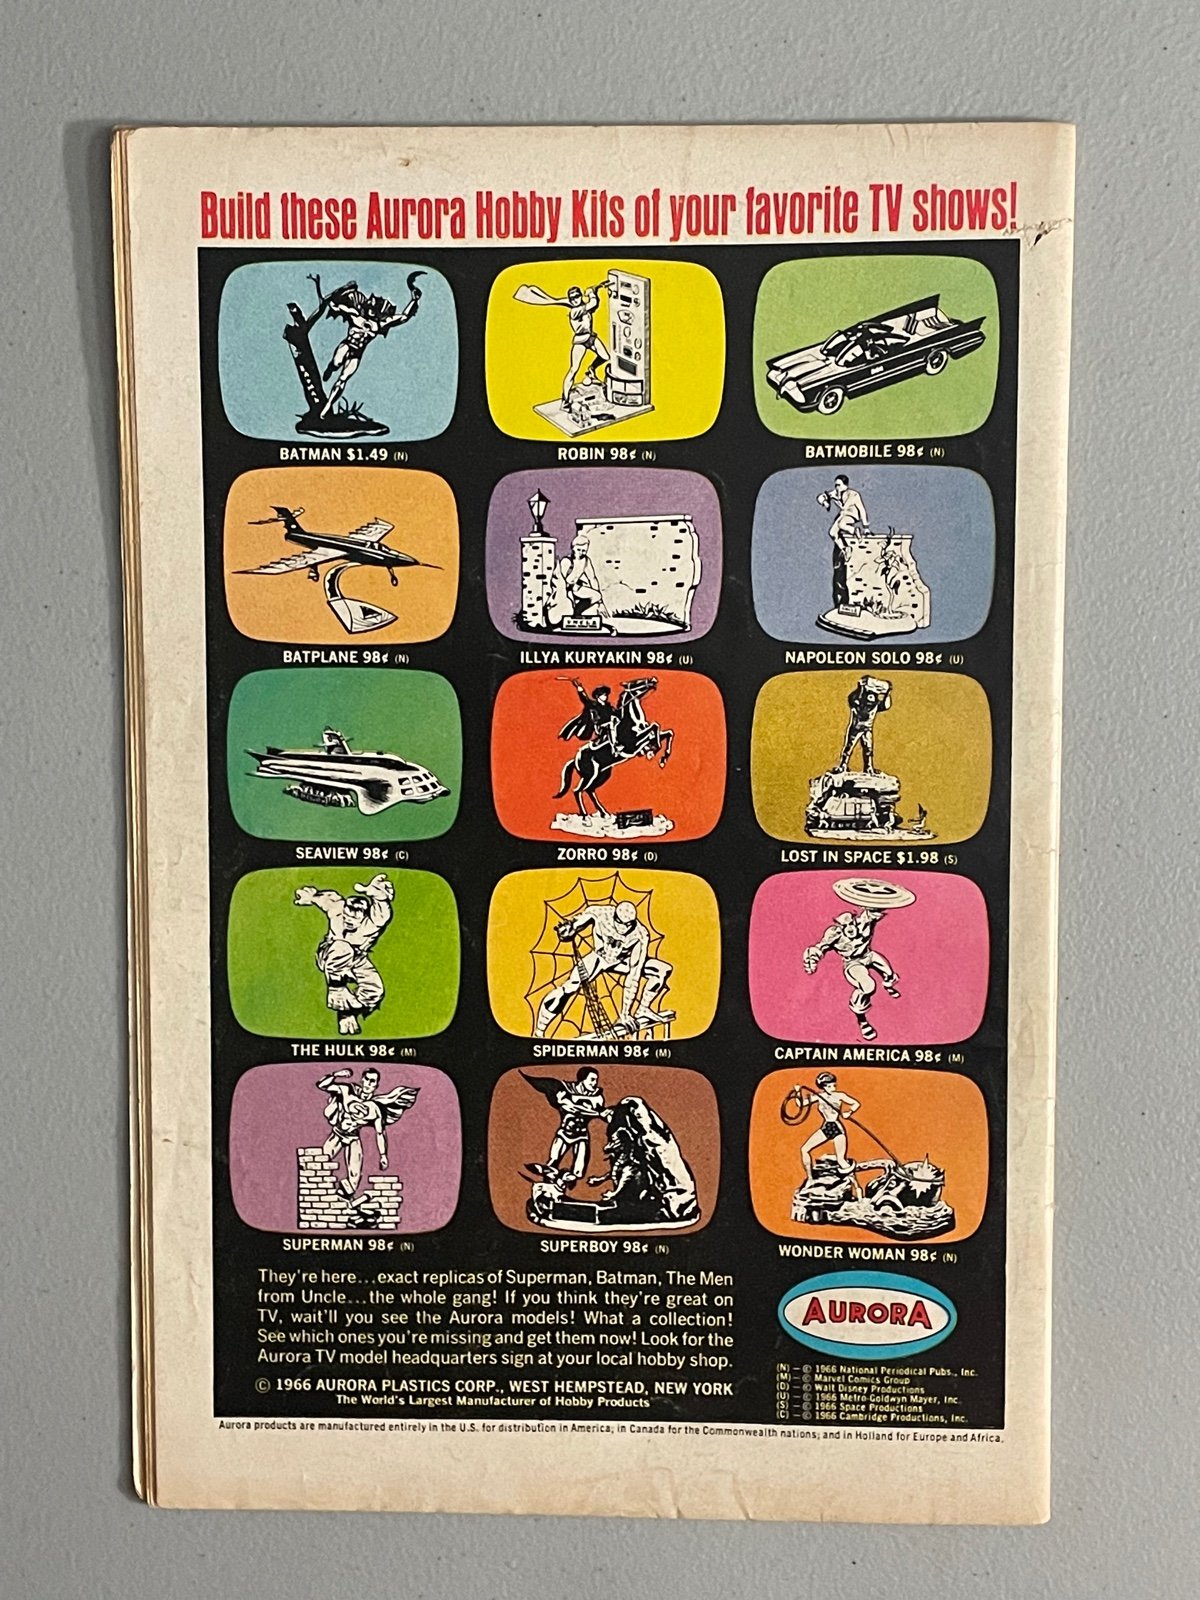 Build these Aurora Hobby Kits of your favorite TV shows!
BATMAN $1.49 (N)
ROBIN 98¢ (N)
BATMOBILE 98¢ (N)
BATPLANE 98¢ (N)
ILLYA KURYAKIN 98¢ (U)
NAPOLEON SOLO 98¢ (U)
SEAVIEW 98¢ (C)
ZORRO 98¢ (D)
LOST IN SPACE $1.98 (S)
THE HULK 98¢ (M)
SPIDERMAN 98¢ (M)
CAPTAIN AMERICA 98¢ (M)
SUPERMAN 98¢ (N)
SUPERBOY 98¢ (N)
WONDER WOMAN 98¢ (N)
They're here...exact replicas of Superman, Batman, The Men
from Uncle...the whole gang! If you think they're great on
TV, wait'll you see the Aurora models! What a collection!
See which ones you're missing and get them now! Look for the
Aurora TV model headquarters sign at your local hobby shop.
© 1966 AURORA PLASTICS CORP., WEST HEMPSTEAD, NEW YORK
The World's Largest Manufacturer of Hobby Products
AURORA
(N) – © 1966 National Periodical Pubs., Inc.
(M) – © Marvel Comics Group
(D) – © Walt Disney Productions
(U) – © 1966 Metro-Goldwyn Mayer, Inc.
(S) – © 1966 Space Productions
(C) – © 1966 Cambridge Productions, Inc.
Aurora products are manufactured entirely in the U.S. for distribution in America; in Canada for the Commonwealth nations; and in Holland for Europe and Africa.